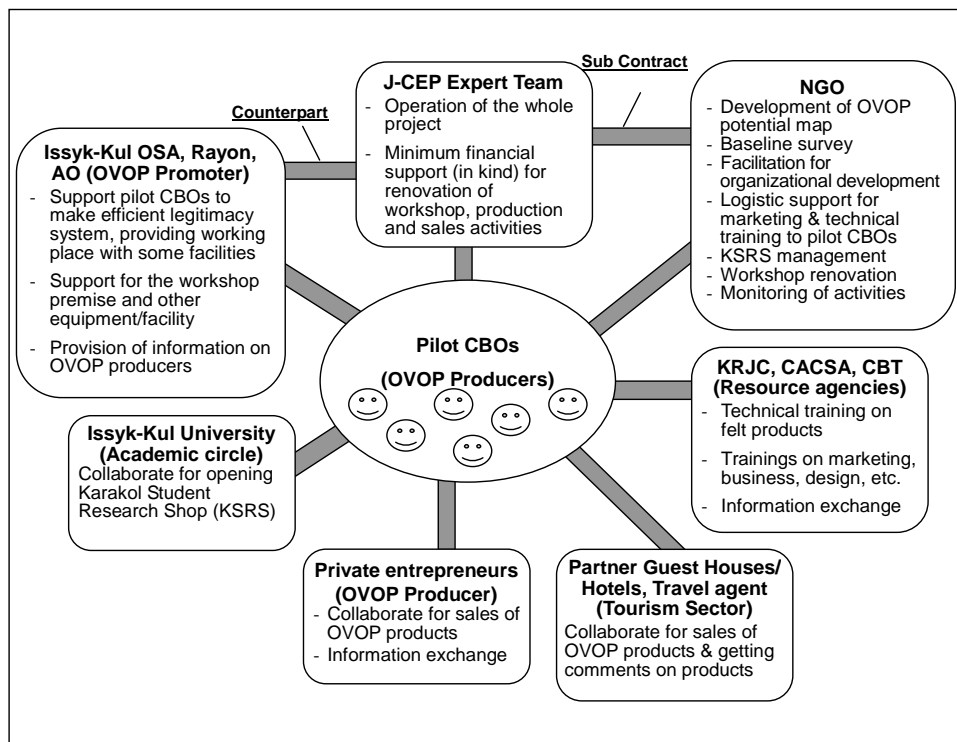 Sub Contract
Counterpart
J-CEP Expert Team
- Operation of the whole
project
- Minimum financial
support (in kind) for
renovation of
workshop, production
and sales activities
NGO
- Development of OVOP
potential map
- Baseline survey
- Facilitation for
organizational development
- Logistic support for
marketing & technical
training to pilot CBOs
- KSRS management
- Workshop renovation
- Monitoring of activities
Issyk-Kul OSA, Rayon,
AO (OVOP Promoter)
- Support pilot CBOs to
make efficient legitimacy
system, providing working
place with some facilities
- Support for the workshop
premise and other
equipment/facility
- Provision of information on
OVOP producers
Pilot CBOs
(OVOP Producers)
KRJC, CACSA, CBT
(Resource agencies)
- Technical training on
felt products
- Trainings on marketing,
business, design, etc.
- Information exchange
Issyk-Kul University
(Academic circle)
Collaborate for opening
Karakol Student
Research Shop (KSRS)
Private entrepreneurs
(OVOP Producer)
- Collaborate for sales of
OVOP products
- Information exchange
Partner Guest Houses/
Hotels, Travel agent
(Tourism Sector)
Collaborate for sales of
OVOP products & getting
comments on products